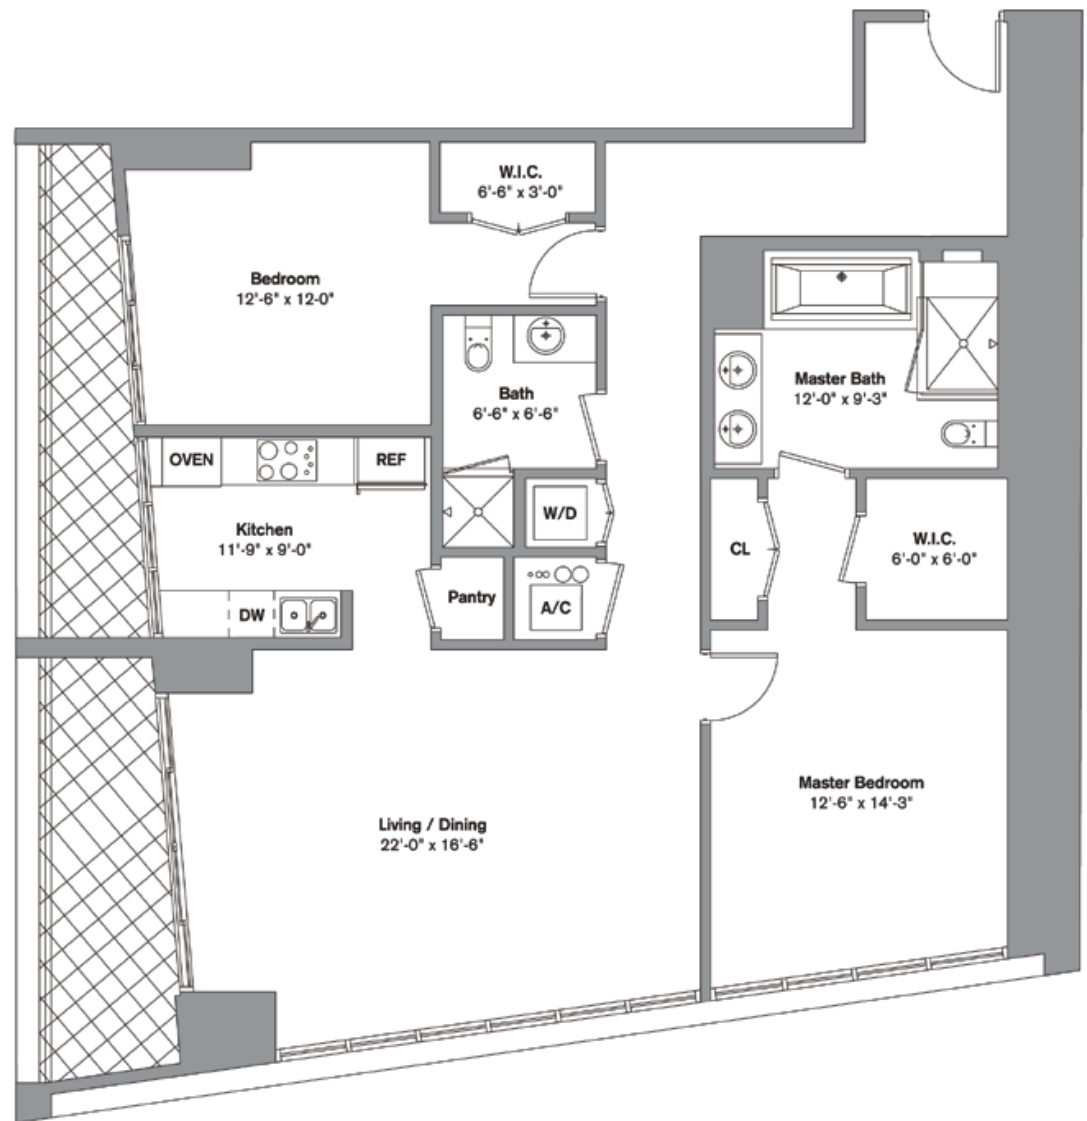 W.I.C.
6'-6" x 3'-0"
Bedroom
12'-6" x 12-0"
Bath
6'-6" x 6'-6"
Master Bath
12'-0" x 9'-3"
OVEN
REF
Kitchen
11'-9" x 9'-0"
W/D
CL
W.I.C.
6'-0" x 6'-0"
DW
Pantry
A/C
Master Bedroom
12'-6" x 14'-3"
Living / Dining
22'-0" x 16'-6"